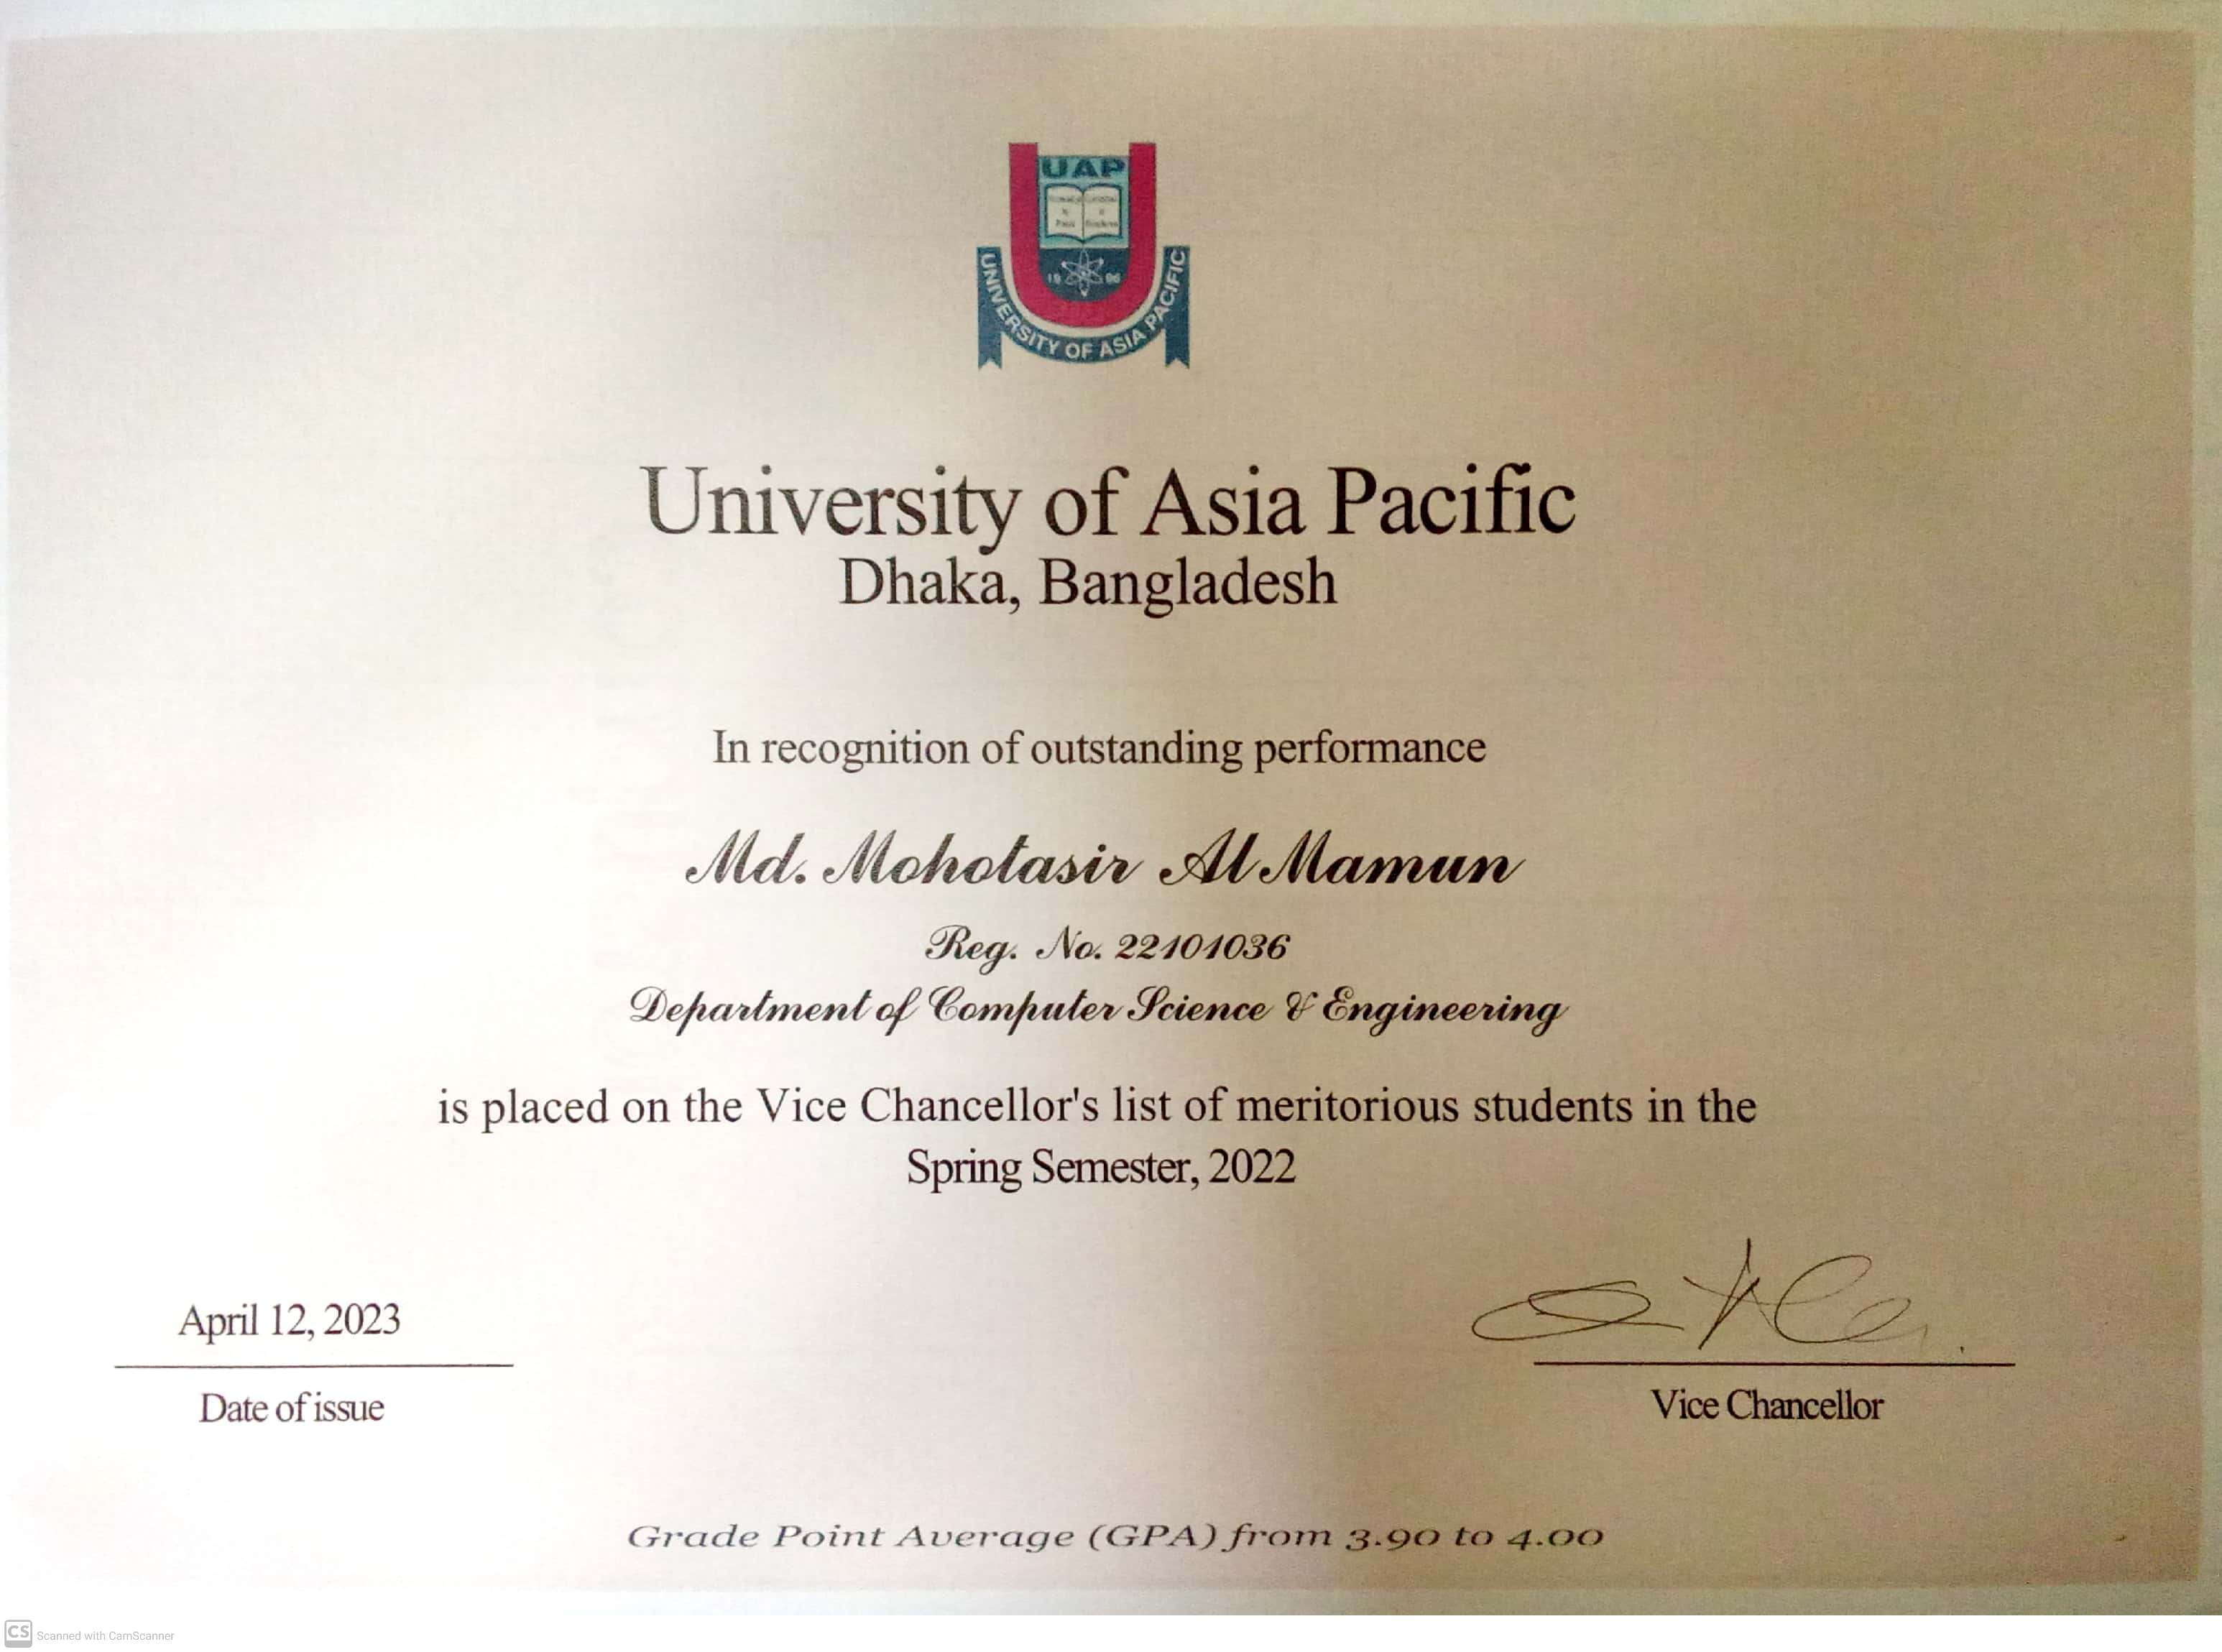 UAP
19 96
UNIVERSITY OF ASIA PACIFIC
University of Asia Pacific
Dhaka, Bangladesh
In recognition of outstanding performance
Md. Mohotasir Al Mamun
Reg. No. 22101036
Department of Computer Science & Engineering
is placed on the Vice Chancellor's list of meritorious students in the
Spring Semester, 2022
April 12, 2023
Date of issue
Vice Chancellor
Grade Point Average (GPA) from 3.90 to 4.00
CS Scanned with CamScanner